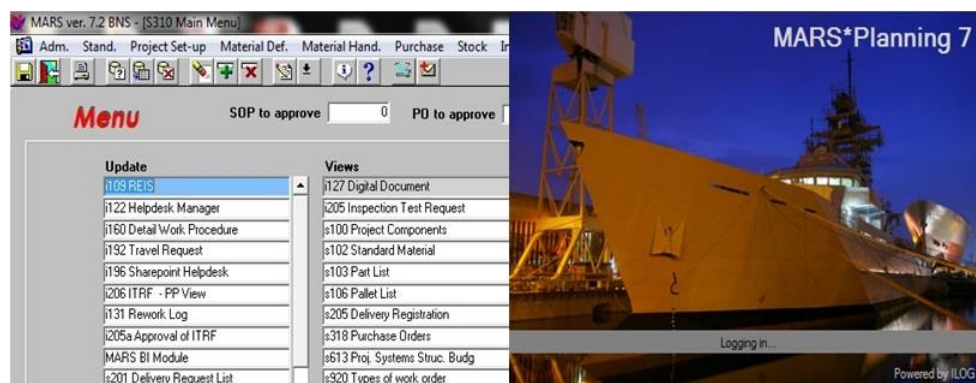 MARS ver. 7.2 BNS - [S310 Main Menu]
Adm. Stand. Project Set-up Material Def. Material Hand. Purchase Stock
Menu
SOP to approve 0 PO to approve
Update
i109 REIS
i122 Helpdesk Manager
i160 Detail Work Procedure
i192 Travel Request
i196 Sharepoint Helpdesk
i206 ITRF - PP View
i131 Rework Log
i205a Approval of ITRF
MARS BI Module
s201 Delivery Request List
Views
i127 Digital Document
i205 Inspection Test Request
s100 Project Components
s102 Standard Material
s103 Part List
s106 Pallet List
s205 Delivery Registration
s318 Purchase Orders
s613 Proj. Systems Struc. Budg
s920 Types of work order
MARS*Planning 7
Logging in...
Powered by ILOG